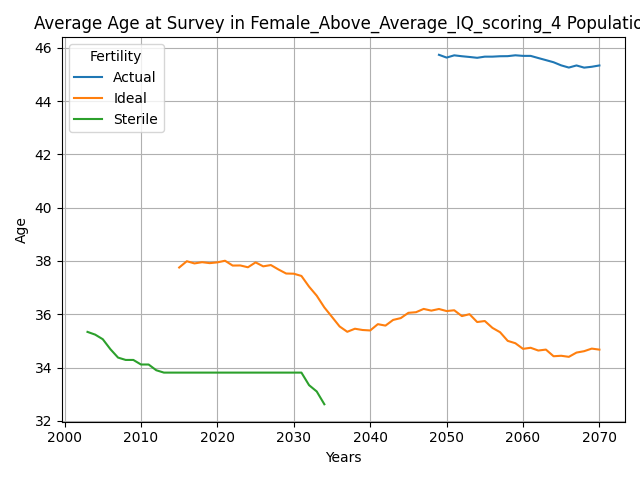 Average Age at Survey in Female_Above_Average_IQ_scoring_4 Populatio
Fertility
Actual
Ideal
Sterile
46
44
42
40
38
36
34
32
Age
2000 2010 2020 2030 2040 2050 2060 2070
Years